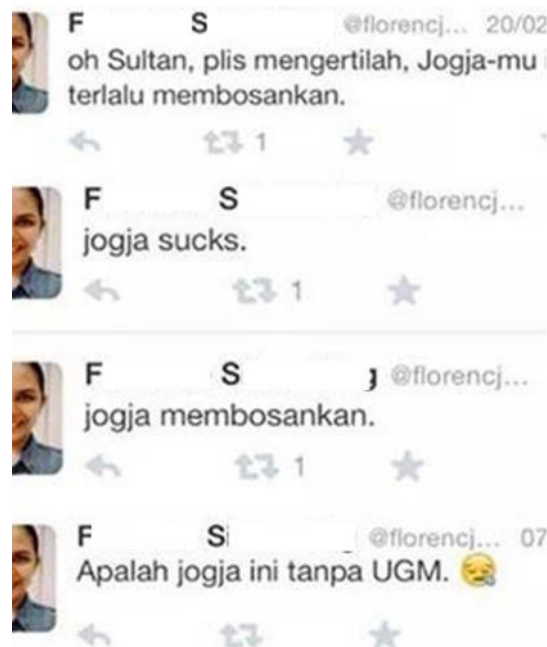 F S @florencj... 20/02
oh Sultan, plis mengertilah, Jogja-mu
terlalu membosankan.
1
F S @florencj...
jogja sucks.
1
F S @florencj...
jogja membosankan.
1
F Si @florencj... 07
Apalah jogja ini tanpa UGM. 😪